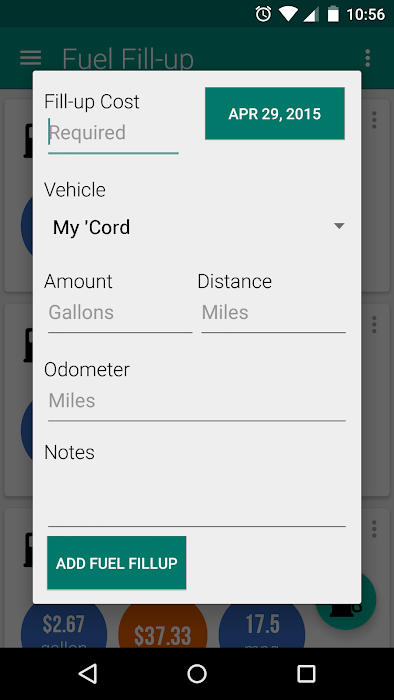 10:56
Fuel Fill-up
Fill-up Cost
APR 29, 2015
Required
Vehicle
My 'Cord
Amount Distance
Gallons Miles
Odometer
Miles
Notes
ADD FUEL FILLUP
$2.67 $37.33 17.5
gallon mpg